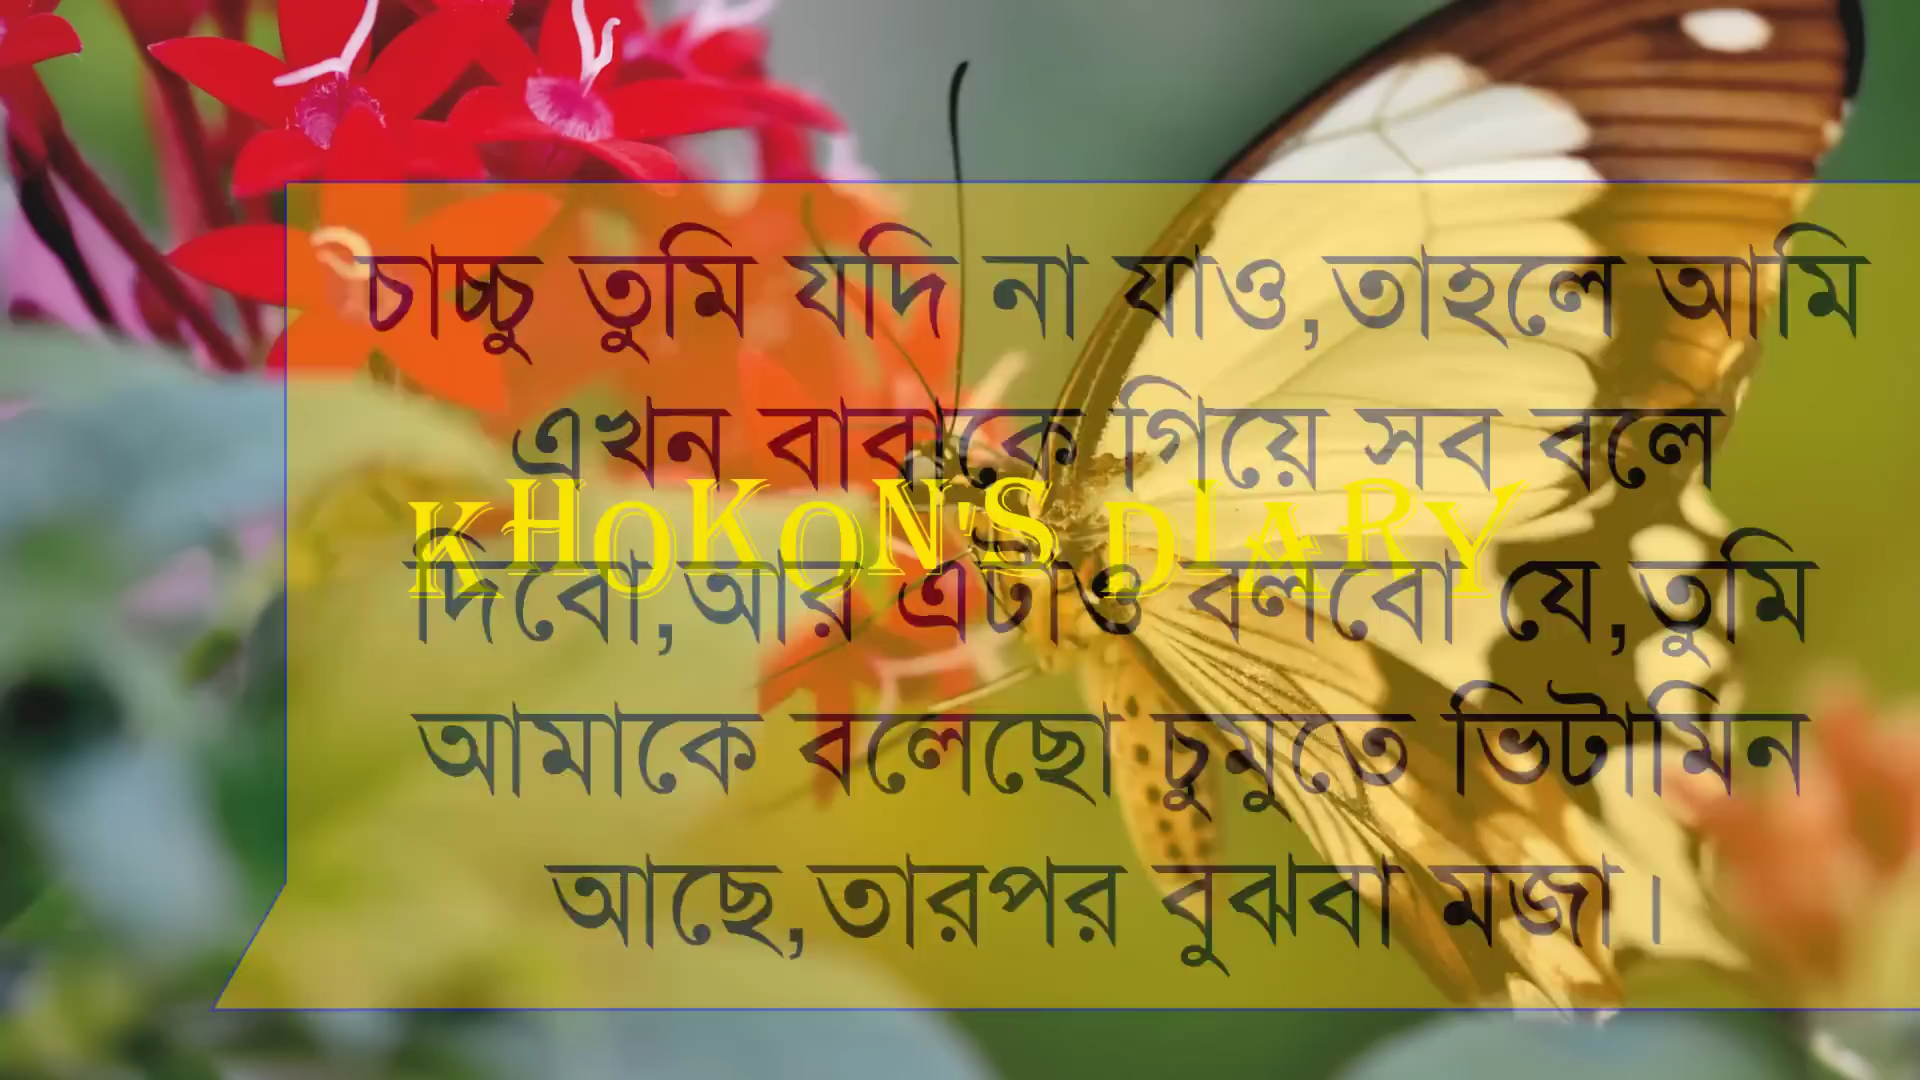 চাচ্চু তুমি যদি না যাও,তাহলে আমি
এখন বাবাকে গিয়ে সব বলে
KHOKON'S DIARY
দিবো,আর এটাও বলবো যে,তুমি
আমাকে বলেছো চুমুতে ভিটামিন
আছে,তারপর বুঝবা মজা।